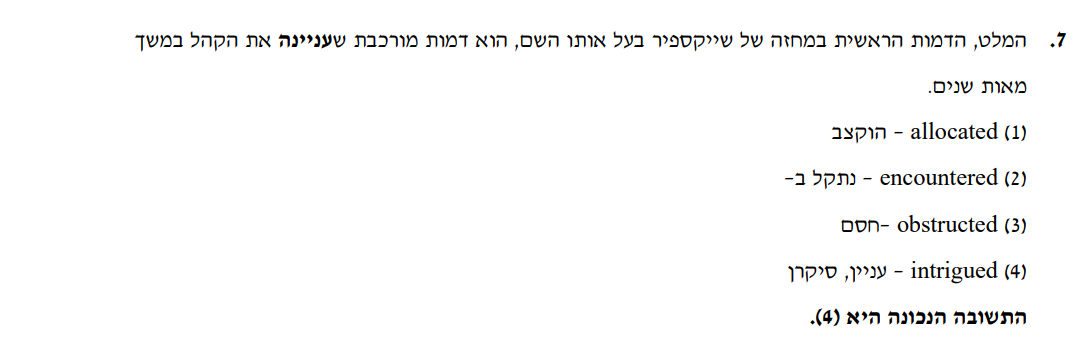 7. המלט, הדמות הראשית במחזה של שייקספיר בעל אותו השם, הוא דמות מורכבת שעניינה את הקהל במשך
מאות שנים.
(1) allocated – הוקצב
(2) encountered – נתקל ב-
(3) obstructed –חסם
(4) intrigued – עניין, סיקרן
התשובה הנכונה היא (4).